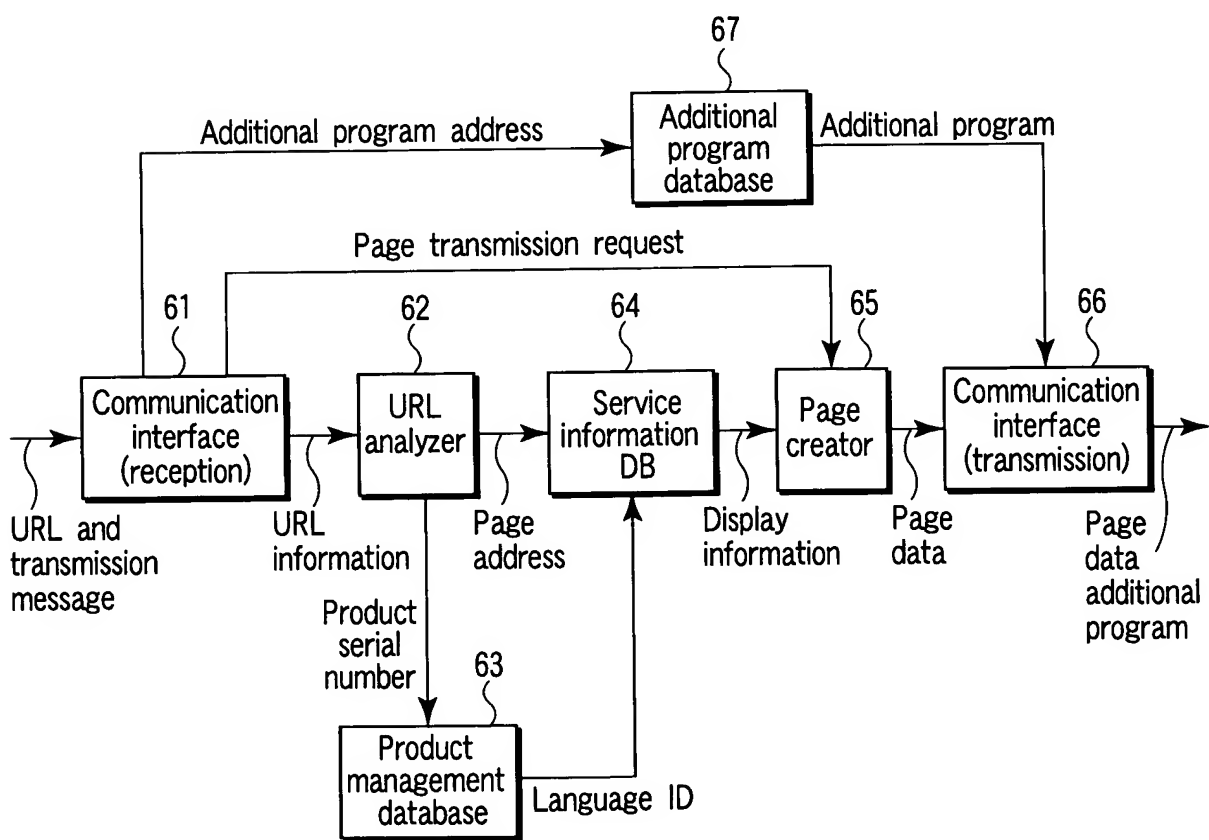 67
Additional program address
Additional
program
database
Additional program
Page transmission request
61
62
64
65
66
Communication
interface
(reception)
URL
analyzer
Service
information
DB
Page
creator
Communication
interface
(transmission)
URL and
transmission
message
URL
information
Page
address
Display
information
Page
data
Page
data
additional
program
Product
serial
number
63
Product
management
database
Language ID